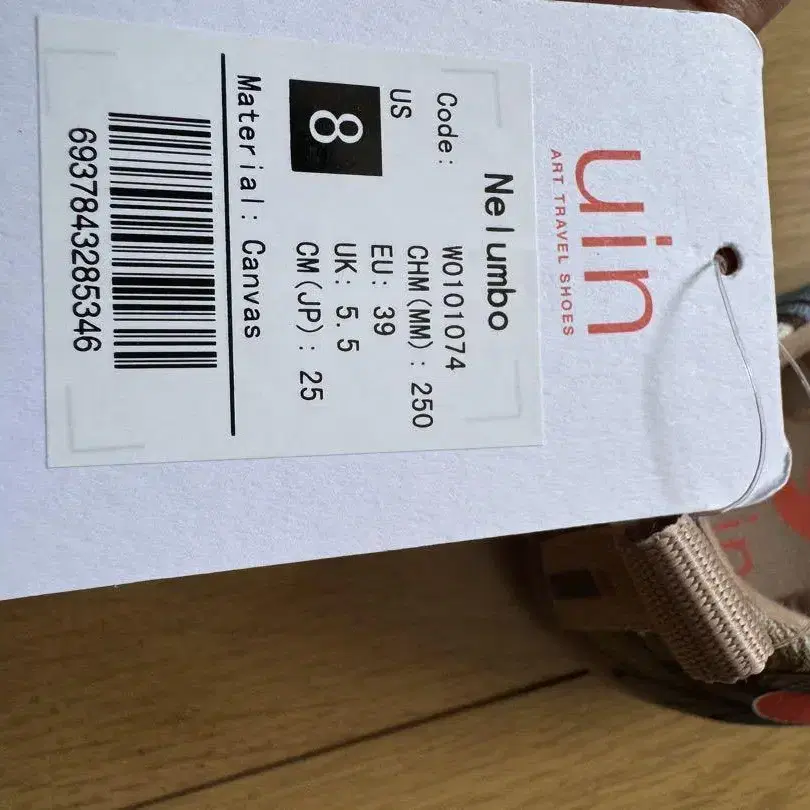 uin
ART TRAVEL SHOES
Nelumbo
Code: W0101074
US CHM(MM): 250
8 EU: 39
UK: 5.5
CM(JP): 25
Material: Canvas
6937843285346
uin